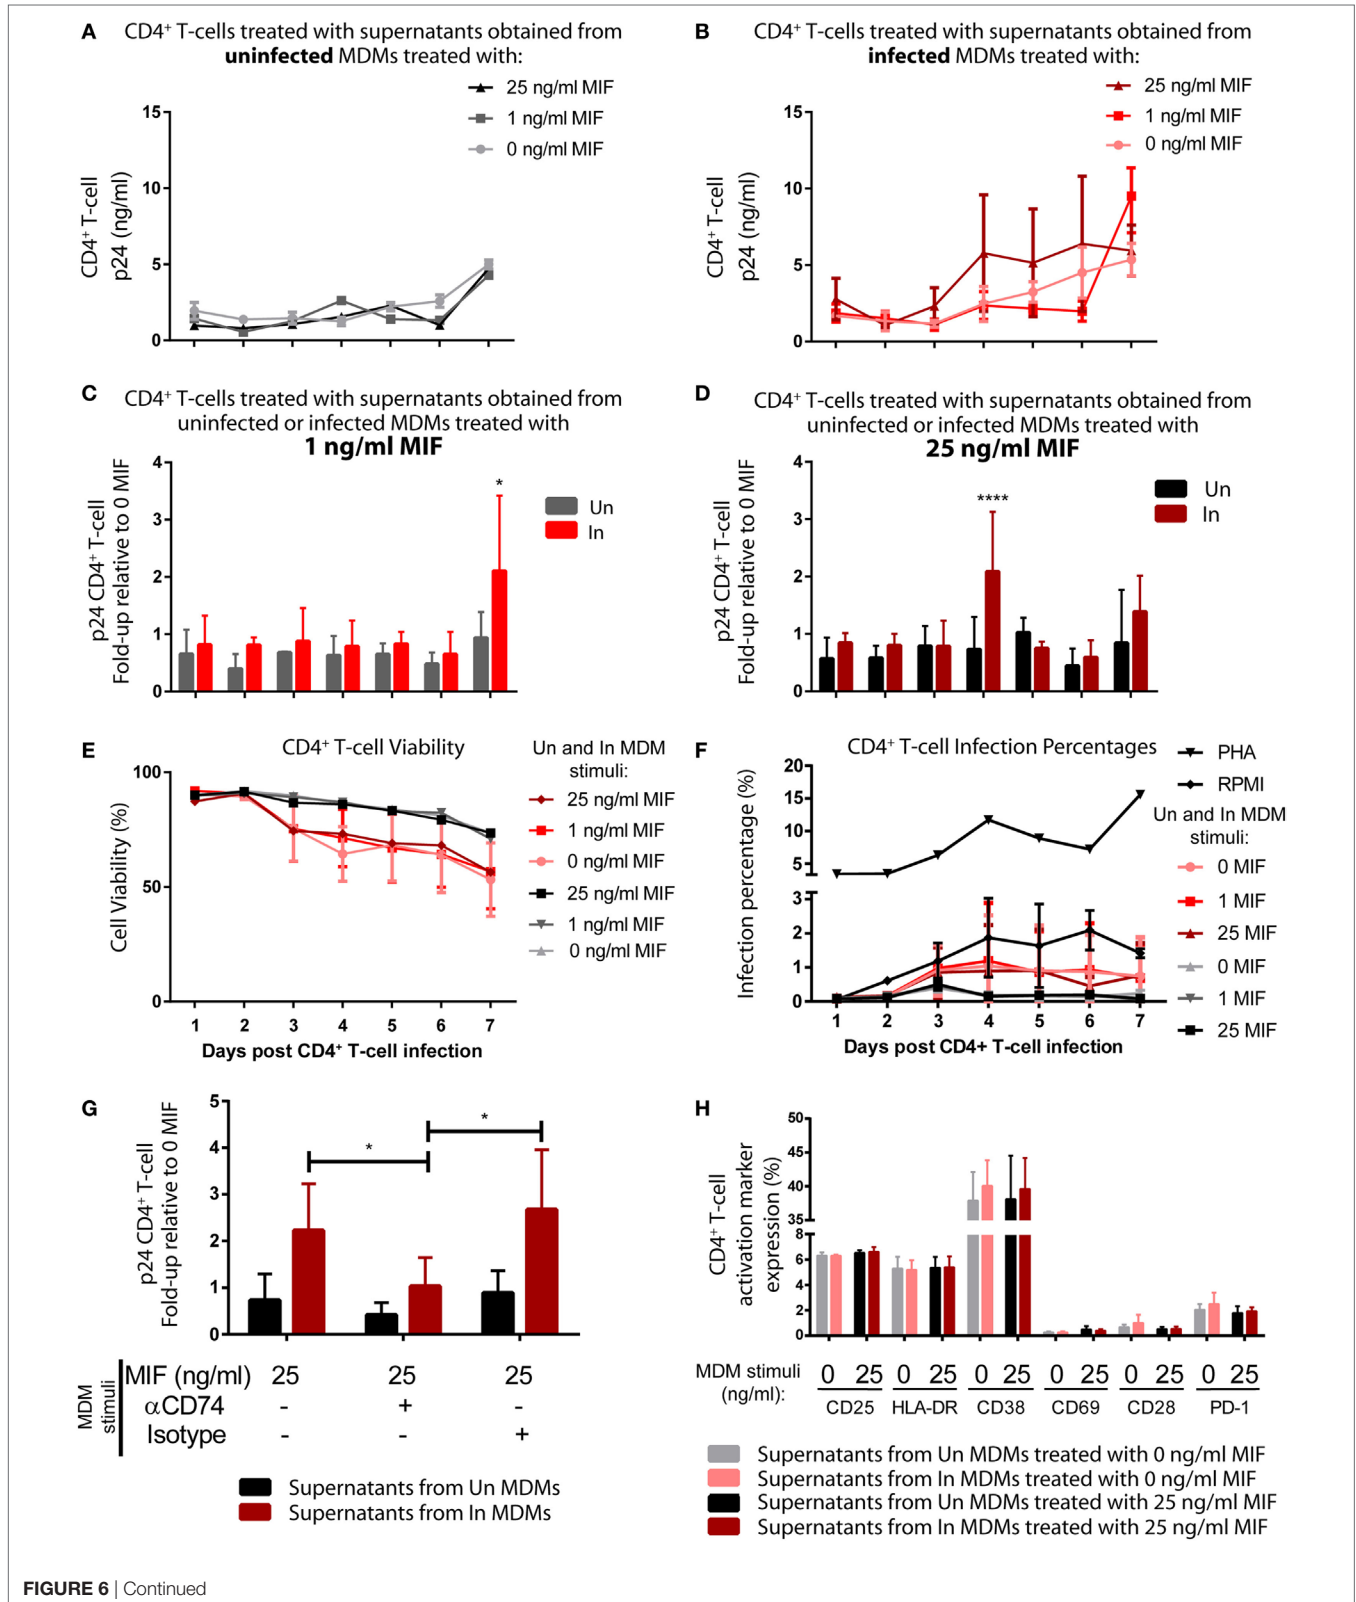 A
CD4⁺ T-cells treated with supernatants obtained from
uninfected MDMs treated with:
25 ng/ml MIF
1 ng/ml MIF
0 ng/ml MIF
CD4⁺ T-cell
p24 (ng/ml)
15
10
5
0
B
CD4⁺ T-cells treated with supernatants obtained from
infected MDMs treated with:
25 ng/ml MIF
1 ng/ml MIF
0 ng/ml MIF
CD4⁺ T-cell
p24 (ng/ml)
15
10
5
0
C
CD4⁺ T-cells treated with supernatants obtained from
uninfected or infected MDMs treated with
1 ng/ml MIF
p24 CD4⁺ T-cell
Fold-up relative to 0 MIF
4
3
2
1
0
*
Un
In
D
CD4⁺ T-cells treated with supernatants obtained from
uninfected or infected MDMs treated with
25 ng/ml MIF
p24 CD4⁺ T-cell
Fold-up relative to 0 MIF
4
3
2
1
0
****
Un
In
E
CD4⁺ T-cell Viability
Cell Viability (%)
100
50
0
1 2 3 4 5 6 7
Days post CD4⁺ T-cell infection
Un and In MDM
stimuli:
25 ng/ml MIF
1 ng/ml MIF
0 ng/ml MIF
25 ng/ml MIF
1 ng/ml MIF
0 ng/ml MIF
F
CD4⁺ T-cell Infection Percentages
Infection percentage (%)
20
15
10
5
3
2
1
0
1 2 3 4 5 6 7
Days post CD4+ T-cell infection
PHA
RPMI
Un and In MDM
stimuli:
0 MIF
1 MIF
25 MIF
0 MIF
1 MIF
25 MIF
G
p24 CD4⁺ T-cell
Fold-up relative to 0 MIF
5
4
3
2
1
0
*
*
MDM
stimuli
MIF (ng/ml) 25 25 25
αCD74 - + -
Isotype - - +
Supernatants from Un MDMs
Supernatants from In MDMs
H
CD4⁺ T-cell
activation marker
expression (%)
50
45
40
35
8
6
4
2
0
MDM stimuli
(ng/ml):
0 25 0 25 0 25 0 25 0 25 0 25
CD25 HLA-DR CD38 CD69 CD28 PD-1
Supernatants from Un MDMs treated with 0 ng/ml MIF
Supernatants from In MDMs treated with 0 ng/ml MIF
Supernatants from Un MDMs treated with 25 ng/ml MIF
Supernatants from In MDMs treated with 25 ng/ml MIF
FIGURE 6 | Continued